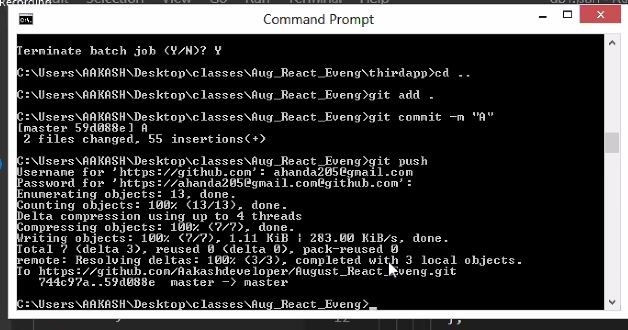 Recording
Command Prompt
Terminate batch job (Y/N)? Y
C:\Users\AAKASH\Desktop\classes\Aug_React_Eveng\thirdapp>cd ..
C:\Users\AAKASH\Desktop\classes\Aug_React_Eveng>git add .
C:\Users\AAKASH\Desktop\classes\Aug_React_Eveng>git commit -m "A"
[master 59d088e] A
2 files changed, 55 insertions(+)
C:\Users\AAKASH\Desktop\classes\Aug_React_Eveng>git push
Username for 'https://github.com': ahanda205@gmail.com
Password for 'https://ahanda205@gmail.com@github.com':
Enumerating objects: 13, done.
Counting objects: 100% (13/13), done.
Delta compression using up to 4 threads
Compressing objects: 100% (7/7), done.
Writing objects: 100% (7/7), 1.11 KiB | 283.00 KiB/s, done.
Total 7 (delta 3), reused 0 (delta 0), pack-reused 0
remote: Resolving deltas: 100% (3/3), completed with 3 local objects.
To https://github.com/Aakashdeveloper/August_React_Eveng.git
744c97a..59d088e  master -> master
C:\Users\AAKASH\Desktop\classes\Aug_React_Eveng>_